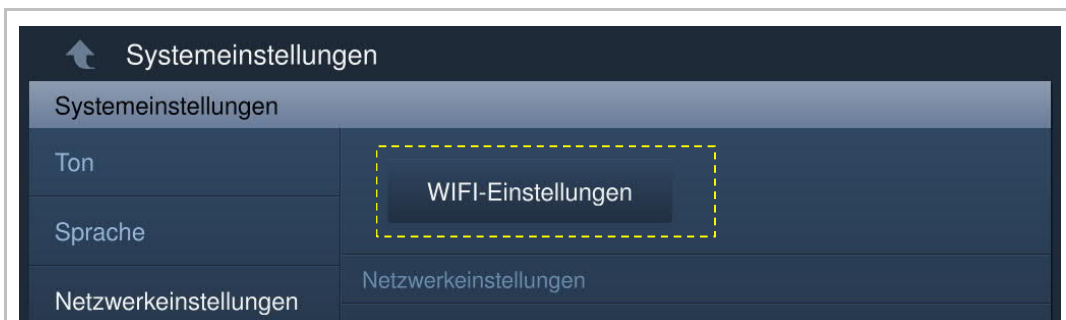 Systemeinstellungen
Systemeinstellungen
Ton
WIFI-Einstellungen
Sprache
Netzwerkeinstellungen
Netzwerkeinstellungen